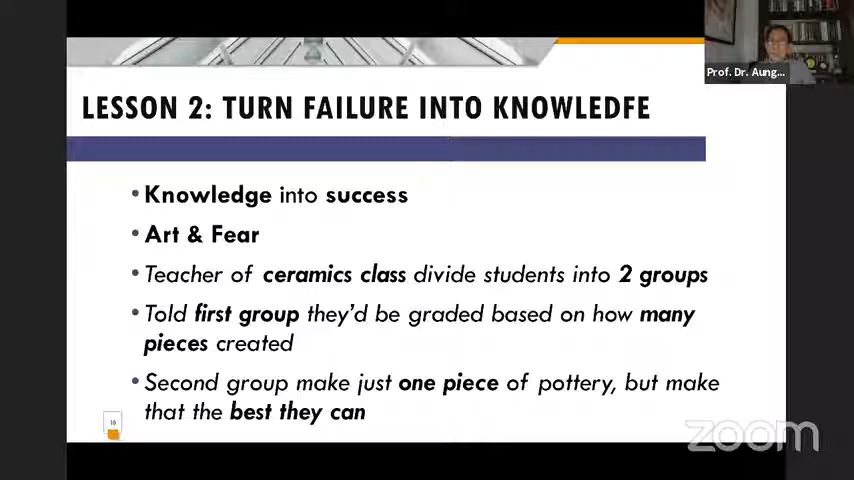 Prof. Dr. Aung...
LESSON 2: TURN FAILURE INTO KNOWLEDFE
• Knowledge into success
• Art & Fear
• Teacher of ceramics class divide students into 2 groups
• Told first group they'd be graded based on how many
pieces created
• Second group make just one piece of pottery, but make
that the best they can
10
zoom